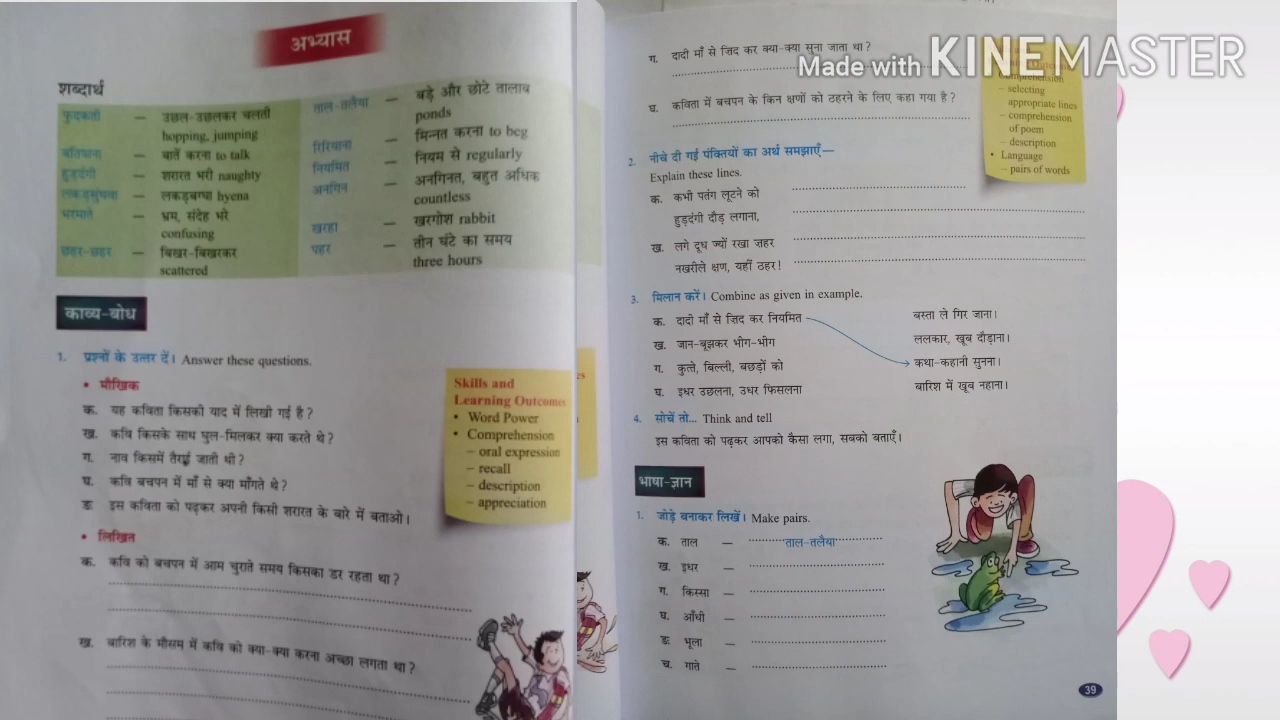 अभ्यास
शब्दार्थ
फुदकती — उछल-उछलकर चलती
hopping, jumping
बतियाना — बातें करना to talk
हुड़दंगी — शरारत भरी naughty
लकड़सुंघवा — लकड़बग्घा hyena
भरमाते — भ्रम, संदेह भरे
confusing
छहर-छहर — बिखर-बिखरकर
scattered
ताल-तलैया — बड़े और छोटे तालाब
ponds
रिरियाना — मिन्नत करना to beg
नियमित — नियम से regularly
अनगिन — अनगिनत, बहुत अधिक
countless
खरहा — खरगोश rabbit
पहर — तीन घंटे का समय
three hours
काव्य-बोध
1. प्रश्नों के उत्तर दें। Answer these questions.
• मौखिक
क. यह कविता किसकी याद में लिखी गई है?
ख. कवि किसके साथ घुल-मिलकर क्या करते थे?
ग. नाव किसमें तैराई जाती थी?
घ. कवि बचपन में माँ से क्या माँगते थे?
ङ इस कविता को पढ़कर अपनी किसी शरारत के बारे में बताओ।
• लिखित
क. कवि को बचपन में आम चुराते समय किसका डर रहता था?
ख. बारिश के मौसम में कवि को क्या-क्या करना अच्छा लगता था?
Skills and
Learning Outcomes
• Word Power
• Comprehension
– oral expression
– recall
– description
– appreciation
ग. दादी माँ से ज़िद कर क्या-क्या सुना जाता था?
घ. कविता में बचपन के किन क्षणों को ठहरने के लिए कहा गया है?
Made with KINEMASTER
Comprehension
– selecting
appropriate lines
– comprehension
of poem
– description
• Language
– pairs of words
2. नीचे दी गई पंक्तियों का अर्थ समझाएँ—
Explain these lines.
क. कभी पतंग लूटने को
हुड़दंगी दौड़ लगाना,
ख. लगे दूध ज्यों रखा ज़हर
नखरीले क्षण, यहीं ठहर!
3. मिलान करें। Combine as given in example.
क. दादी माँ से ज़िद कर नियमित बस्ता ले गिर जाना।
ख. जान-बूझकर भीग-भीग ललकार, खूब दौड़ाना।
ग. कुत्ते, बिल्ली, बछड़ों को कथा-कहानी सुनना।
घ. इधर उछलना, उधर फिसलना बारिश में खूब नहाना।
4. सोचें तो... Think and tell
इस कविता को पढ़कर आपको कैसा लगा, सबको बताएँ।
भाषा-ज्ञान
1. जोड़े बनाकर लिखें। Make pairs.
क. ताल — ताल-तलैया
ख. इधर —
ग. किस्सा —
घ. आँधी —
ङ भूला —
च. गाते —
39